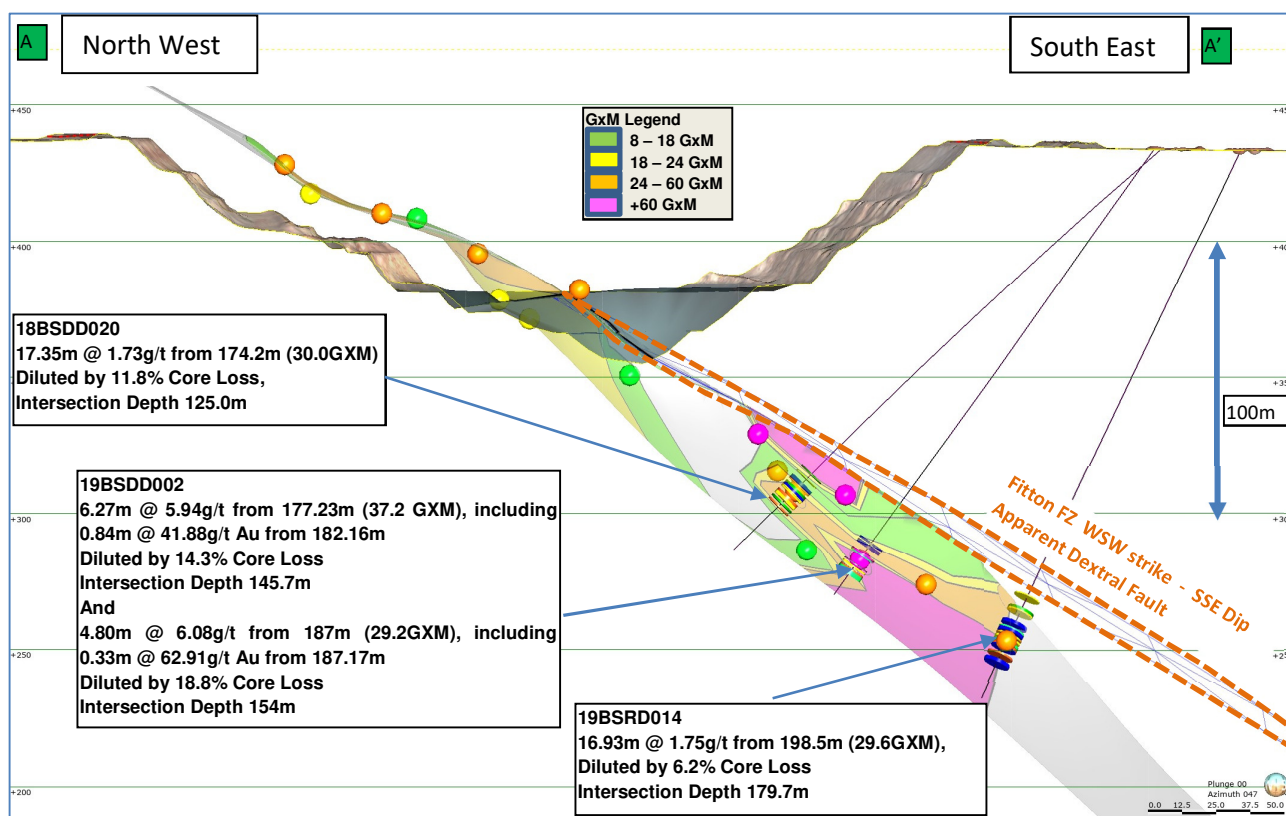 A
North West
South East
A'
+450
+450
GxM Legend
8 – 18 GxM
18 – 24 GxM
24 – 60 GxM
+60 GxM
+400
+40
18BSDD020
17.35m @ 1.73g/t from 174.2m (30.0GXM)
Diluted by 11.8% Core Loss,
Intersection Depth 125.0m
+350
+35
100m
19BSDD002
6.27m @ 5.94g/t from 177.23m (37.2 GXM), including
0.84m @ 41.88g/t Au from 182.16m
Diluted by 14.3% Core Loss
Intersection Depth 145.7m
And
4.80m @ 6.08g/t from 187m (29.2GXM), including
0.33m @ 62.91g/t Au from 187.17m
Diluted by 18.8% Core Loss
Intersection Depth 154m
+300
+30
Fitton FZ WSW strike - SSE Dip
Apparent Dextral Fault
+250
+25
19BSRD014
16.93m @ 1.75g/t from 198.5m (29.6GXM),
Diluted by 6.2% Core Loss
Intersection Depth 179.7m
+200
Plunge 00
Azimuth 047
0.0 12.5 25.0 37.5 50.0